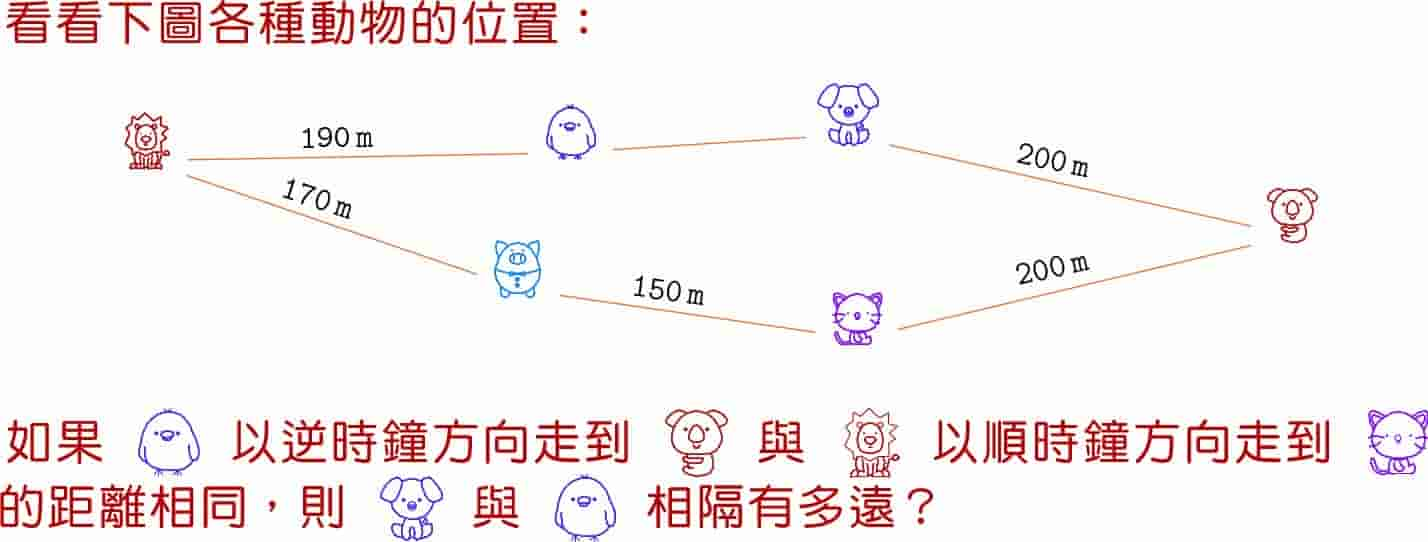 看看下圖各種動物的位置：
190 m
200 m
170 m
150 m
200 m
如果 以逆時鐘方向走到 與 以順時鐘方向走到
的距離相同，則 與 相隔有多遠？